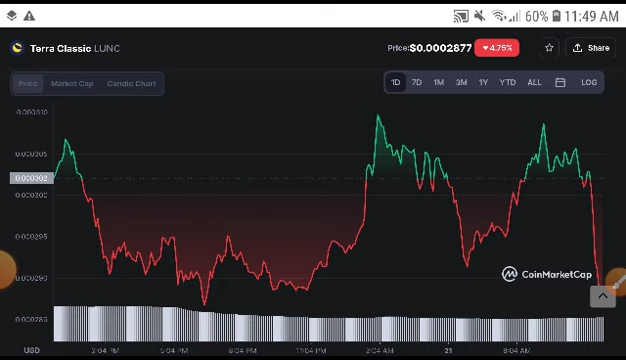 60% 11:49 AM
Terra Classic LUNC
Price:$0.0002877 ▾4.75% Share
Price Market Cap Candle Chart
1D 7D 1M 3M 1Y YTD ALL LOG
0.000310
0.000305
0.000302
0.000300
0.000295
0.000290
0.000285
CoinMarketCap
USD 2:04 PM 5:04 PM 8:04 PM 11:04 PM 2:04 AM 21 8:04 AM